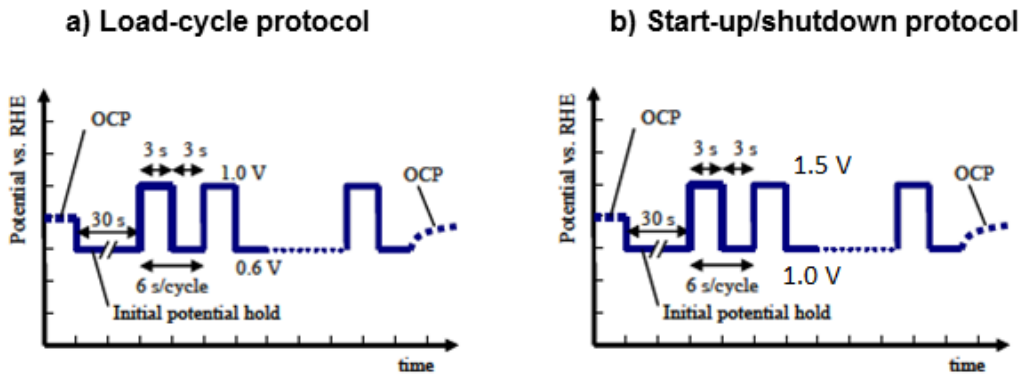 a) Load-cycle protocol
Potential vs. RHE
OCP
3 s 3 s
1.0 V
OCP
30 s
0.6 V
6 s/cycle
Initial potential hold
time
b) Start-up/shutdown protocol
Potential vs. RHE
OCP
3 s 3 s
1.5 V
OCP
30 s
1.0 V
6 s/cycle
Initial potential hold
time